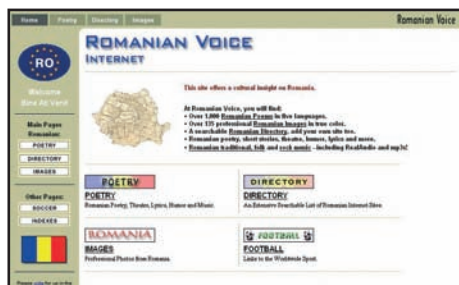 Home Poetry Directory Images Romanian Voice
RO
Welcome
Bine Ati Venit
Main Pages
Romanian:
POETRY
DIRECTORY
IMAGES
Other Pages:
SOCCER
INDEXES
ROMANIAN VOICE
INTERNET
This site offers a cultural insight on Romania.
At Romanian Voice, you will find:
• Over 1,000 Romanian Poems in five languages.
• Over 135 professional Romanian Images in true color.
• A searchable Romanian Directory, add your own site too.
• Romanian poetry, short stories, theatre, humor, lyrics and more.
• Romanian traditional, folk and rock music - including RealAudio and mp3s!
POETRY
POETRY
Romanian Poetry, Theatre, Lyrics, Humor and Music.
DIRECTORY
DIRECTORY
An Extensive Searchable List of Romanian Internet Sites.
ROMANIA
IMAGES
Professional Photos from Romania.
FOOTBALL
FOOTBALL
Links to the Worldwide Sport.